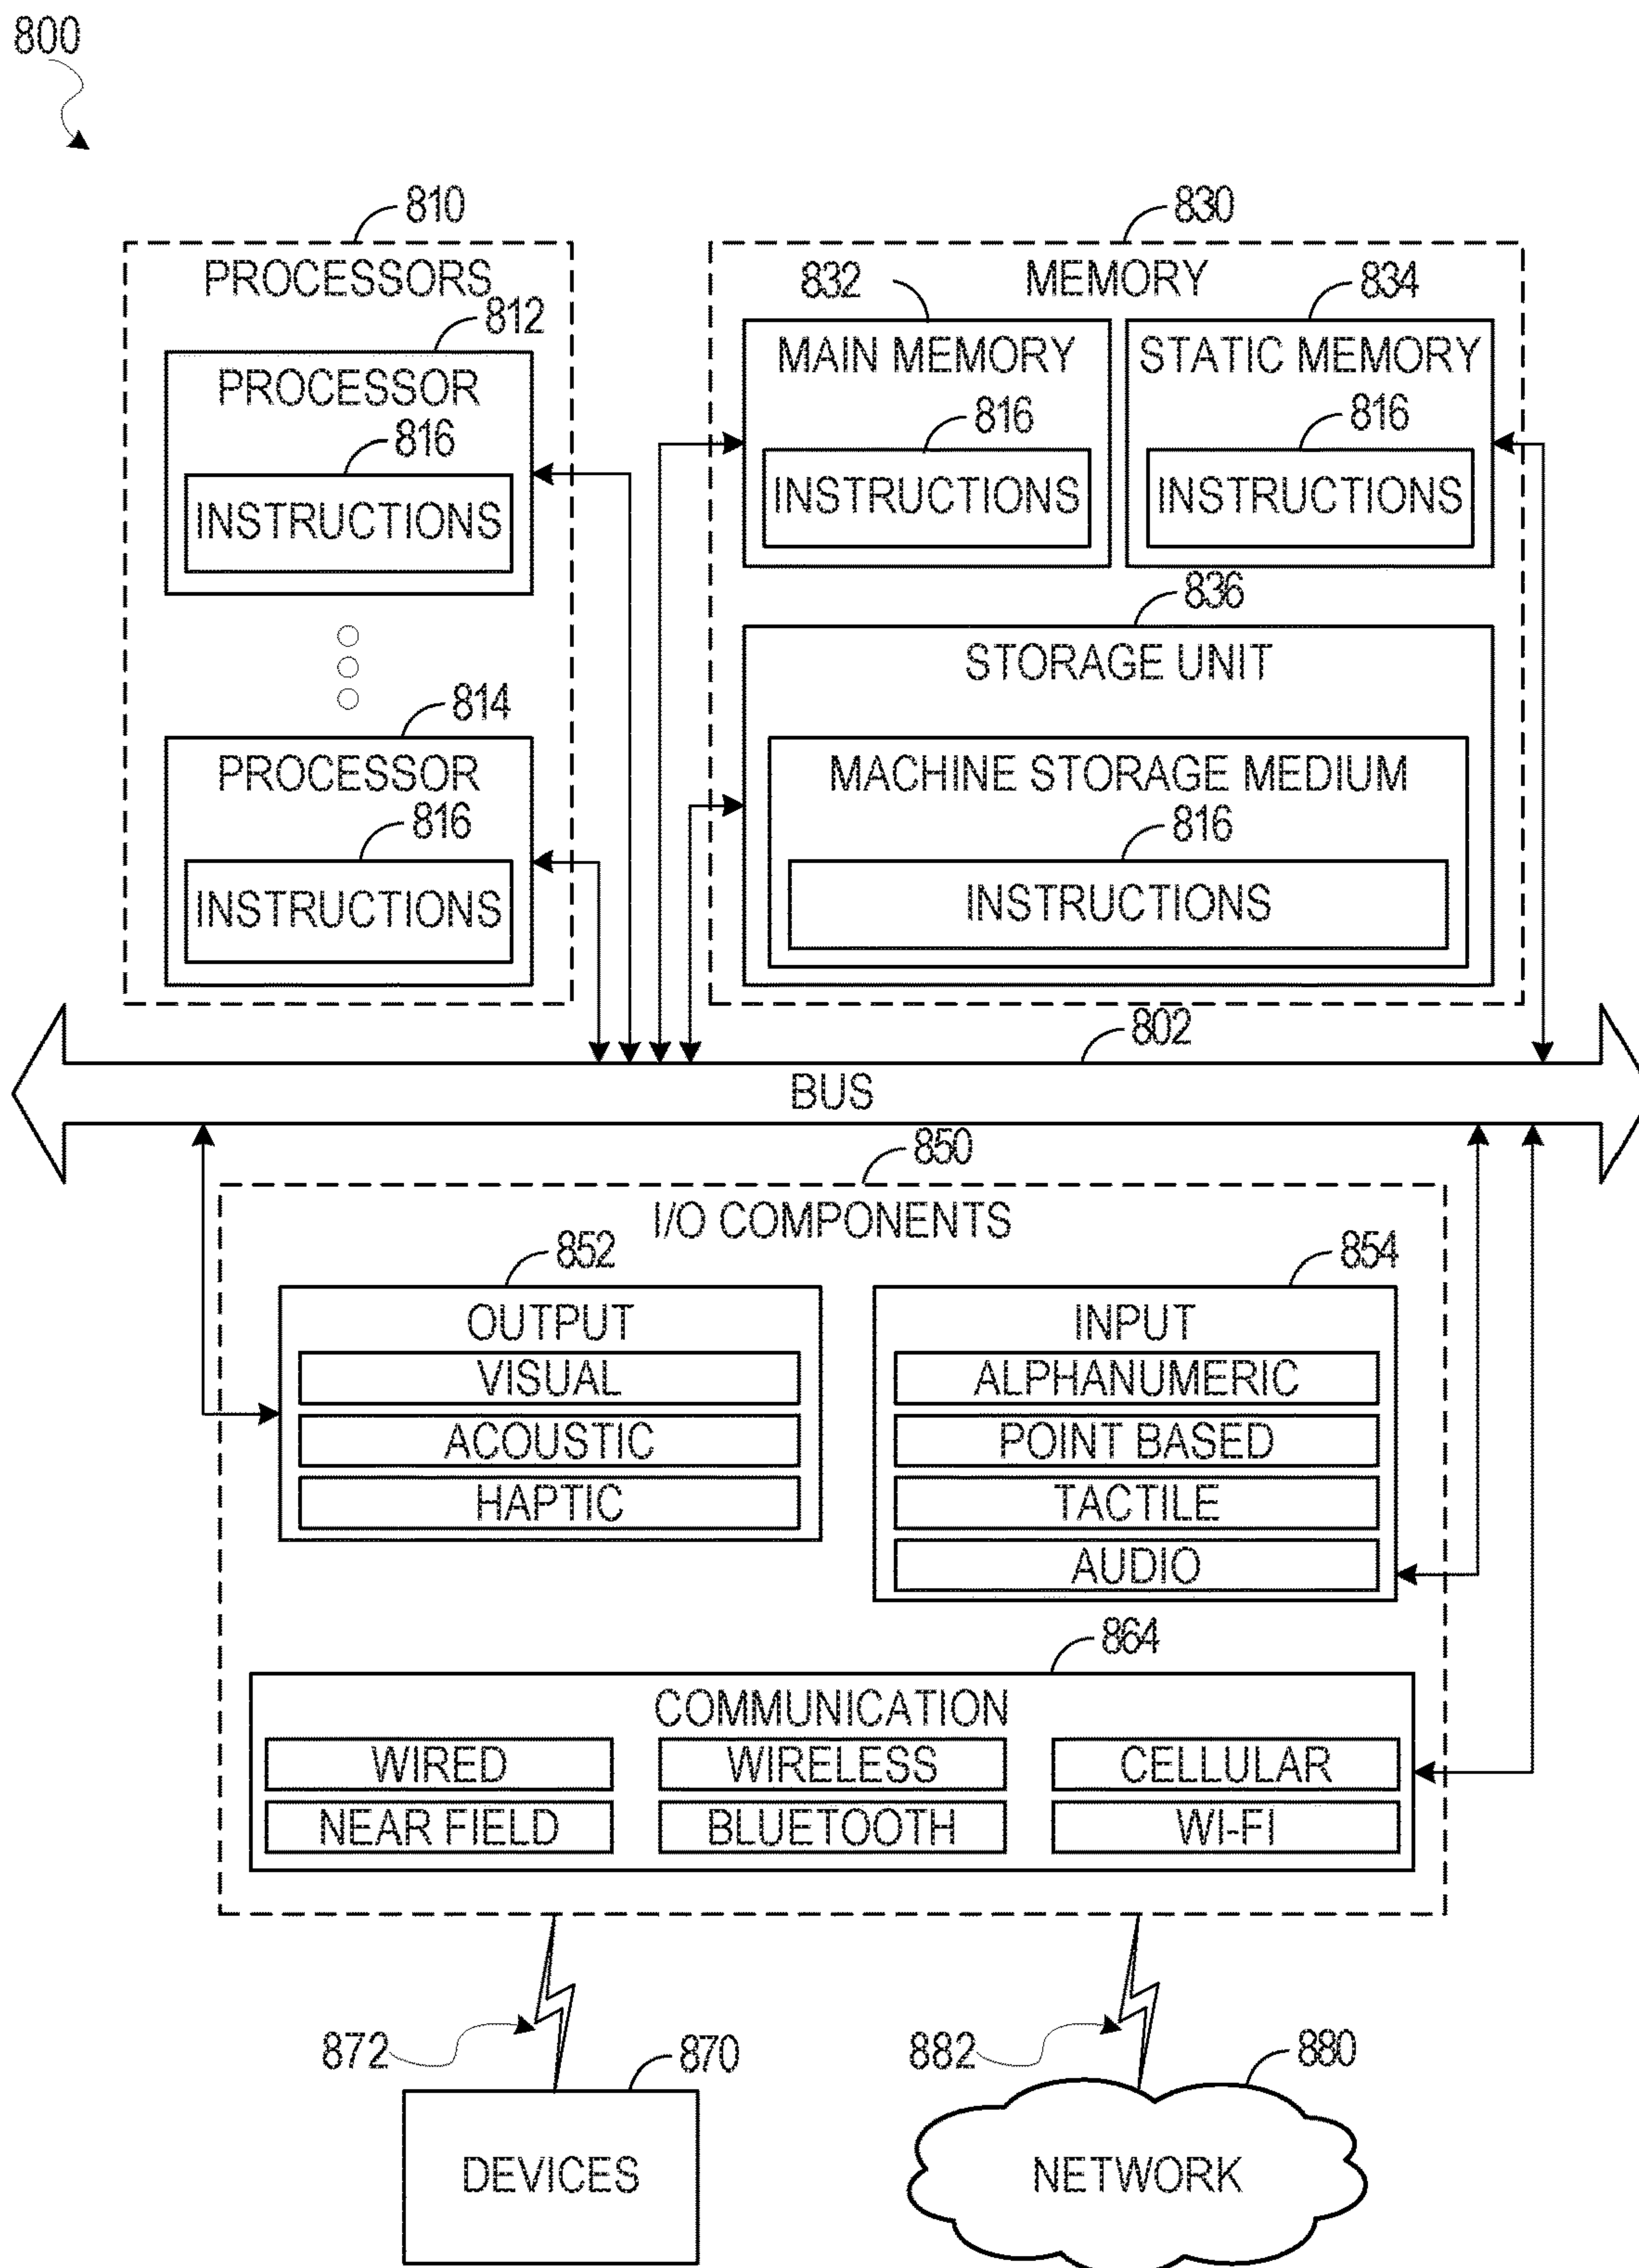 800
810
830
PROCESSORS
MEMORY
812
832
834
PROCESSOR
MAIN MEMORY
STATIC MEMORY
816
816
816
INSTRUCTIONS
INSTRUCTIONS
INSTRUCTIONS
836
STORAGE UNIT
814
PROCESSOR
MACHINE STORAGE MEDIUM
816
816
INSTRUCTIONS
INSTRUCTIONS
802
BUS
850
I/O COMPONENTS
852
854
OUTPUT
INPUT
VISUAL
ALPHANUMERIC
ACOUSTIC
POINT BASED
HAPTIC
TACTILE
AUDIO
864
COMMUNICATION
WIRED
WIRELESS
CELLULAR
NEAR FIELD
BLUETOOTH
WI-FI
872
870
882
880
DEVICES
NETWORK